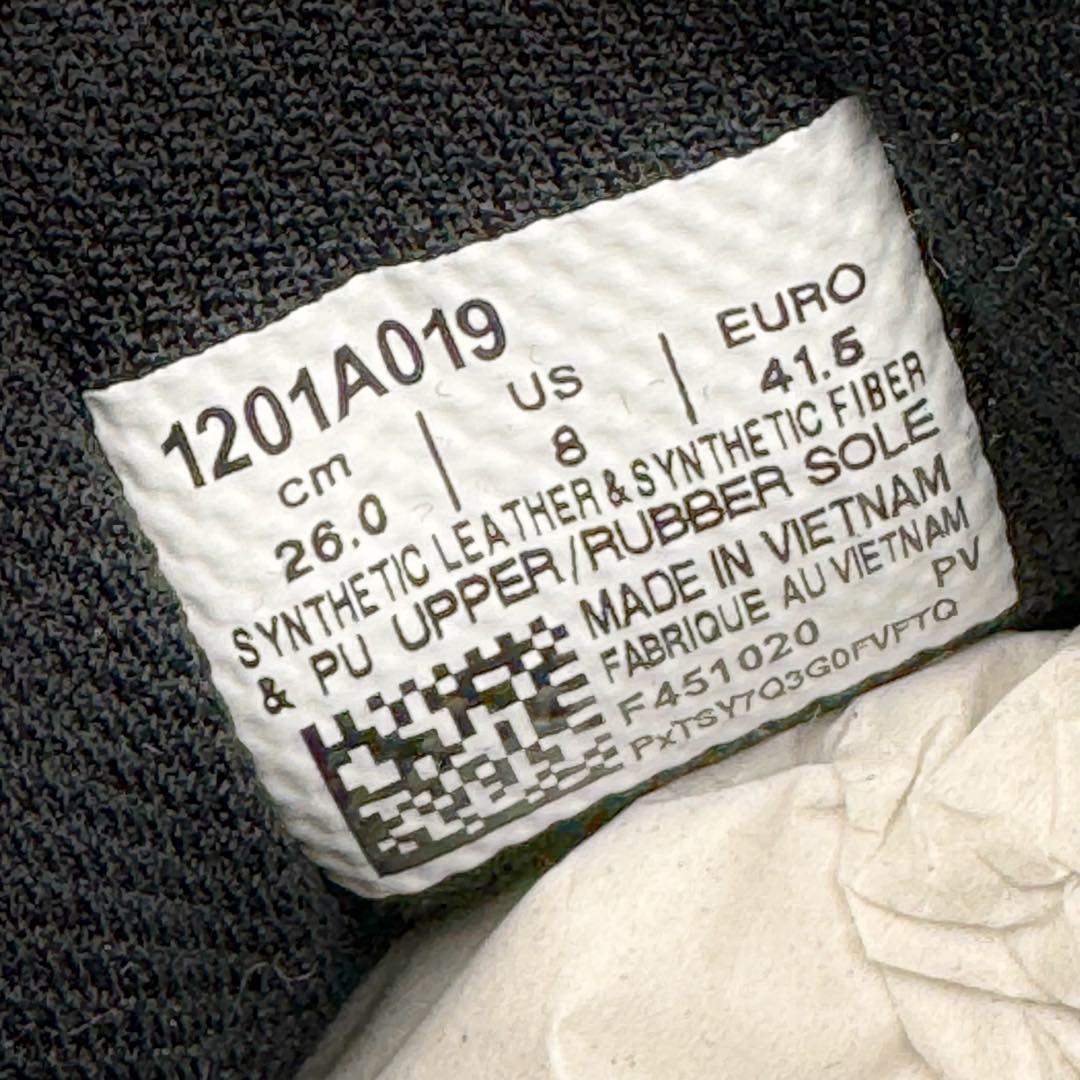 1201A019
cm | US | EURO
26.0 | 8 | 41.5
SYNTHETIC LEATHER & SYNTHETIC FIBER
& PU UPPER/RUBBER SOLE
MADE IN VIETNAM
FABRIQUE AU VIETNAM
F451020 PV
PxTSY7Q3G0FVFTQ